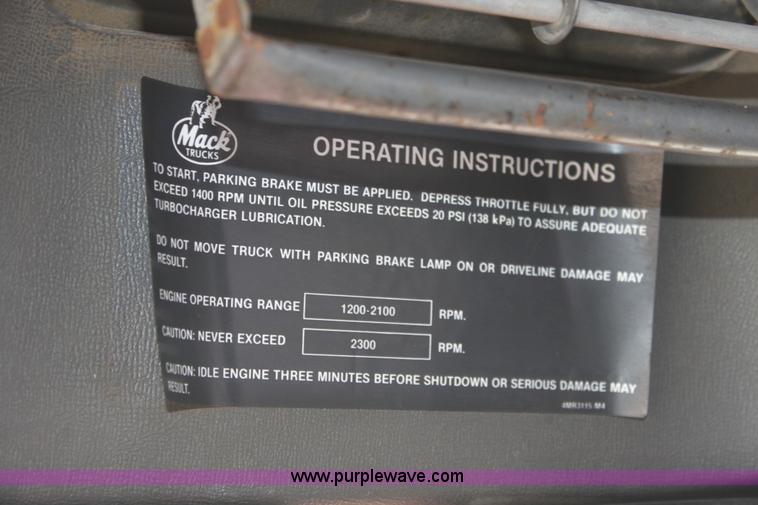 Mack
TRUCKS
OPERATING INSTRUCTIONS
TO START, PARKING BRAKE MUST BE APPLIED. DEPRESS THROTTLE FULLY, BUT DO NOT
EXCEED 1400 RPM UNTIL OIL PRESSURE EXCEEDS 20 PSI (138 kPa) TO ASSURE ADEQUATE
TURBOCHARGER LUBRICATION.
DO NOT MOVE TRUCK WITH PARKING BRAKE LAMP ON OR DRIVELINE DAMAGE MAY
RESULT.
ENGINE OPERATING RANGE 1200-2100 RPM.
CAUTION: NEVER EXCEED 2300 RPM.
CAUTION: IDLE ENGINE THREE MINUTES BEFORE SHUTDOWN OR SERIOUS DAMAGE MAY
RESULT.
www.purplewave.com